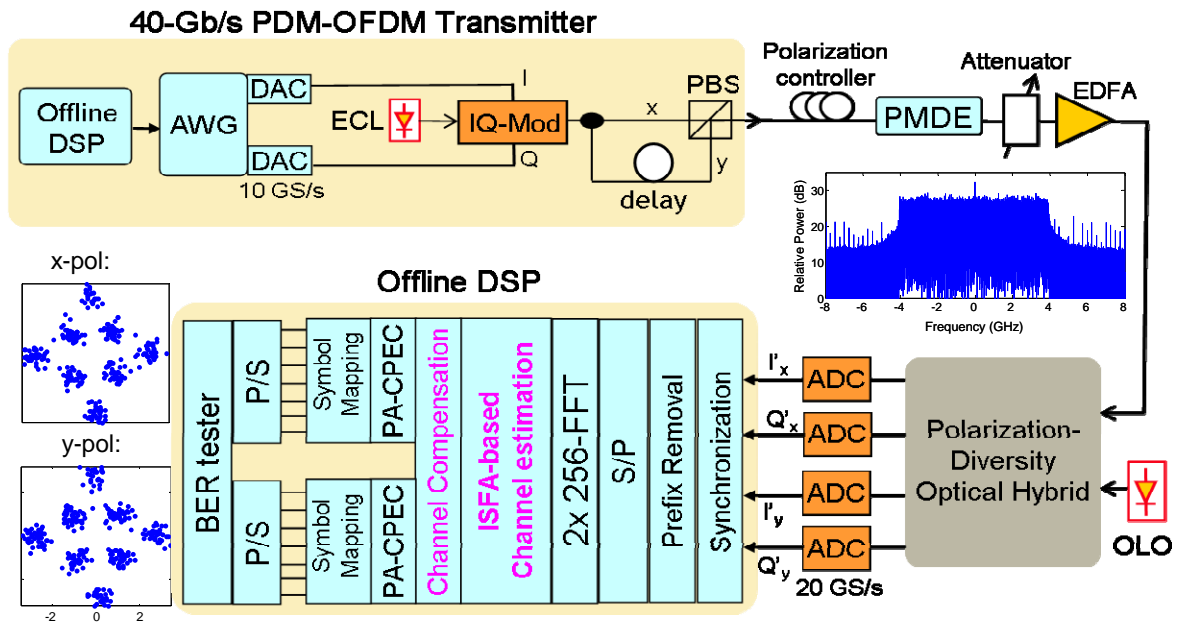 40-Gb/s PDM-OFDM Transmitter
Offline
DSP
AWG
DAC
DAC
10 GS/s
I
Q
ECL
IQ-Mod
x
y
delay
PBS
Polarization
controller
PMDE
Attenuator
EDFA
Relative Power (dB)
30
20
10
0
-8
-6
-4
-2
0
2
4
6
8
Frequency (GHz)
x-pol:
y-pol:
-2
0
2
Offline DSP
BER tester
P/S
P/S
Symbol
Mapping
Symbol
Mapping
PA-CPEC
PA-CPEC
Channel Compensation
ISFA-based
Channel estimation
2x 256-FFT
S/P
Prefix Removal
Synchronization
I'x
Q'x
I'y
Q'y
ADC
ADC
ADC
ADC
20 GS/s
Polarization-
Diversity
Optical Hybrid
OLO